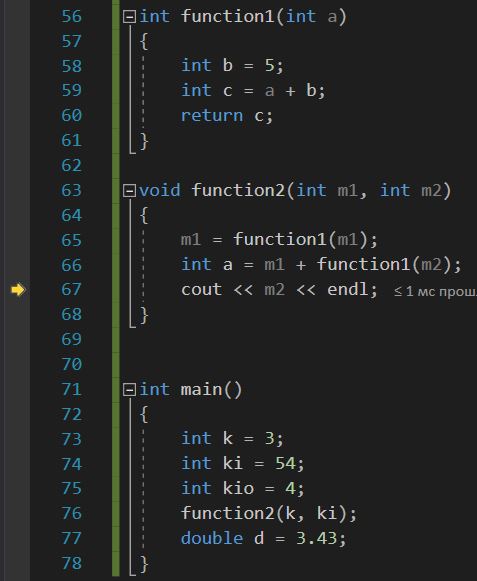 56 int function1(int a)
57 {
58 int b = 5;
59 int c = a + b;
60 return c;
61 }
62
63 void function2(int m1, int m2)
64 {
65 m1 = function1(m1);
66 int a = m1 + function1(m2);
67 cout << m2 << endl; ≤ 1 мс прош
68 }
69
70
71 int main()
72 {
73 int k = 3;
74 int ki = 54;
75 int kio = 4;
76 function2(k, ki);
77 double d = 3.43;
78 }